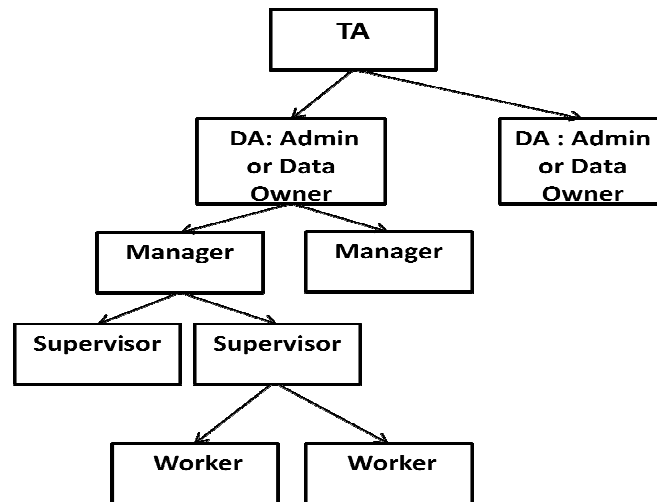 TA
DA: Admin
or Data
Owner
DA : Admin
or Data
Owner
Manager
Manager
Supervisor
Supervisor
Worker
Worker